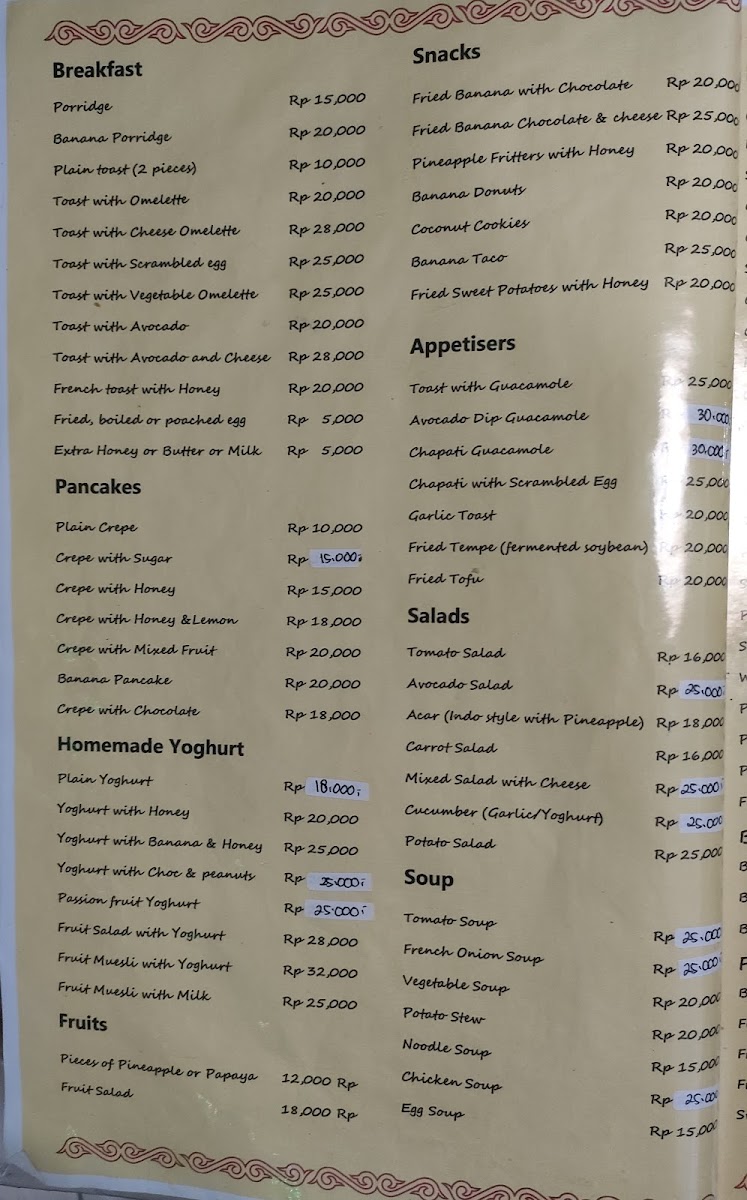 Breakfast
Porridge Rp 15,000
Banana Porridge Rp 20,000
Plain toast (2 pieces) Rp 10,000
Toast with Omelette Rp 20,000
Toast with Cheese Omelette Rp 28,000
Toast with Scrambled egg Rp 25,000
Toast with Vegetable Omelette Rp 25,000
Toast with Avocado Rp 20,000
Toast with Avocado and Cheese Rp 28,000
French toast with Honey Rp 20,000
Fried, boiled or poached egg Rp 5,000
Extra Honey or Butter or Milk Rp 5,000
Pancakes
Plain Crepe Rp 10,000
Crepe with Sugar Rp 15.000;
Crepe with Honey Rp 15,000
Crepe with Honey &Lemon Rp 18,000
Crepe with Mixed Fruit Rp 20,000
Banana Pancake Rp 20,000
Crepe with Chocolate Rp 18,000
Homemade Yoghurt
Plain Yoghurt Rp 18.000;
Yoghurt with Honey Rp 20,000
Yoghurt with Banana & Honey Rp 25,000
Yoghurt with Choc & peanuts Rp 25.000;
Passion fruit Yoghurt Rp 25.000;
Fruit Salad with Yoghurt Rp 28,000
Fruit Muesli with Yoghurt Rp 32,000
Fruit Muesli with Milk Rp 25,000
Fruits
Pieces of Pineapple or Papaya 12,000 Rp
Fruit Salad 18,000 Rp
Snacks
Fried Banana with Chocolate Rp 20,000
Fried Banana Chocolate & cheese Rp 25,000
Pineapple Fritters with Honey Rp 20,000
Banana Donuts Rp 20,000
Coconut Cookies Rp 20,000
Banana Taco Rp 25,000
Fried Sweet Potatoes with Honey Rp 20,000
Appetisers
Toast with Guacamole Rp 25,000
Avocado Dip Guacamole 30.000
Chapati Guacamole 30.000;
Chapati with Scrambled Egg 25,000
Garlic Toast 20,000
Fried Tempe (fermented soybean) Rp 20,000
Fried Tofu Rp 20,000
Salads
Tomato Salad Rp 16,000
Avocado Salad Rp 25.000;
Acar (Indo style with Pineapple) Rp 18,000
Carrot Salad Rp 16,000
Mixed Salad with Cheese Rp 25.000;
Cucumber (Garlic/Yoghurt) Rp 25.000
Potato Salad Rp 25,000
Soup
Tomato Soup Rp 25.000
French Onion Soup Rp 25.000
Vegetable Soup Rp 20,000
Potato Stew Rp 20,000
Noodle Soup Rp 15,000
Chicken Soup Rp 25.000
Egg Soup Rp 15,000